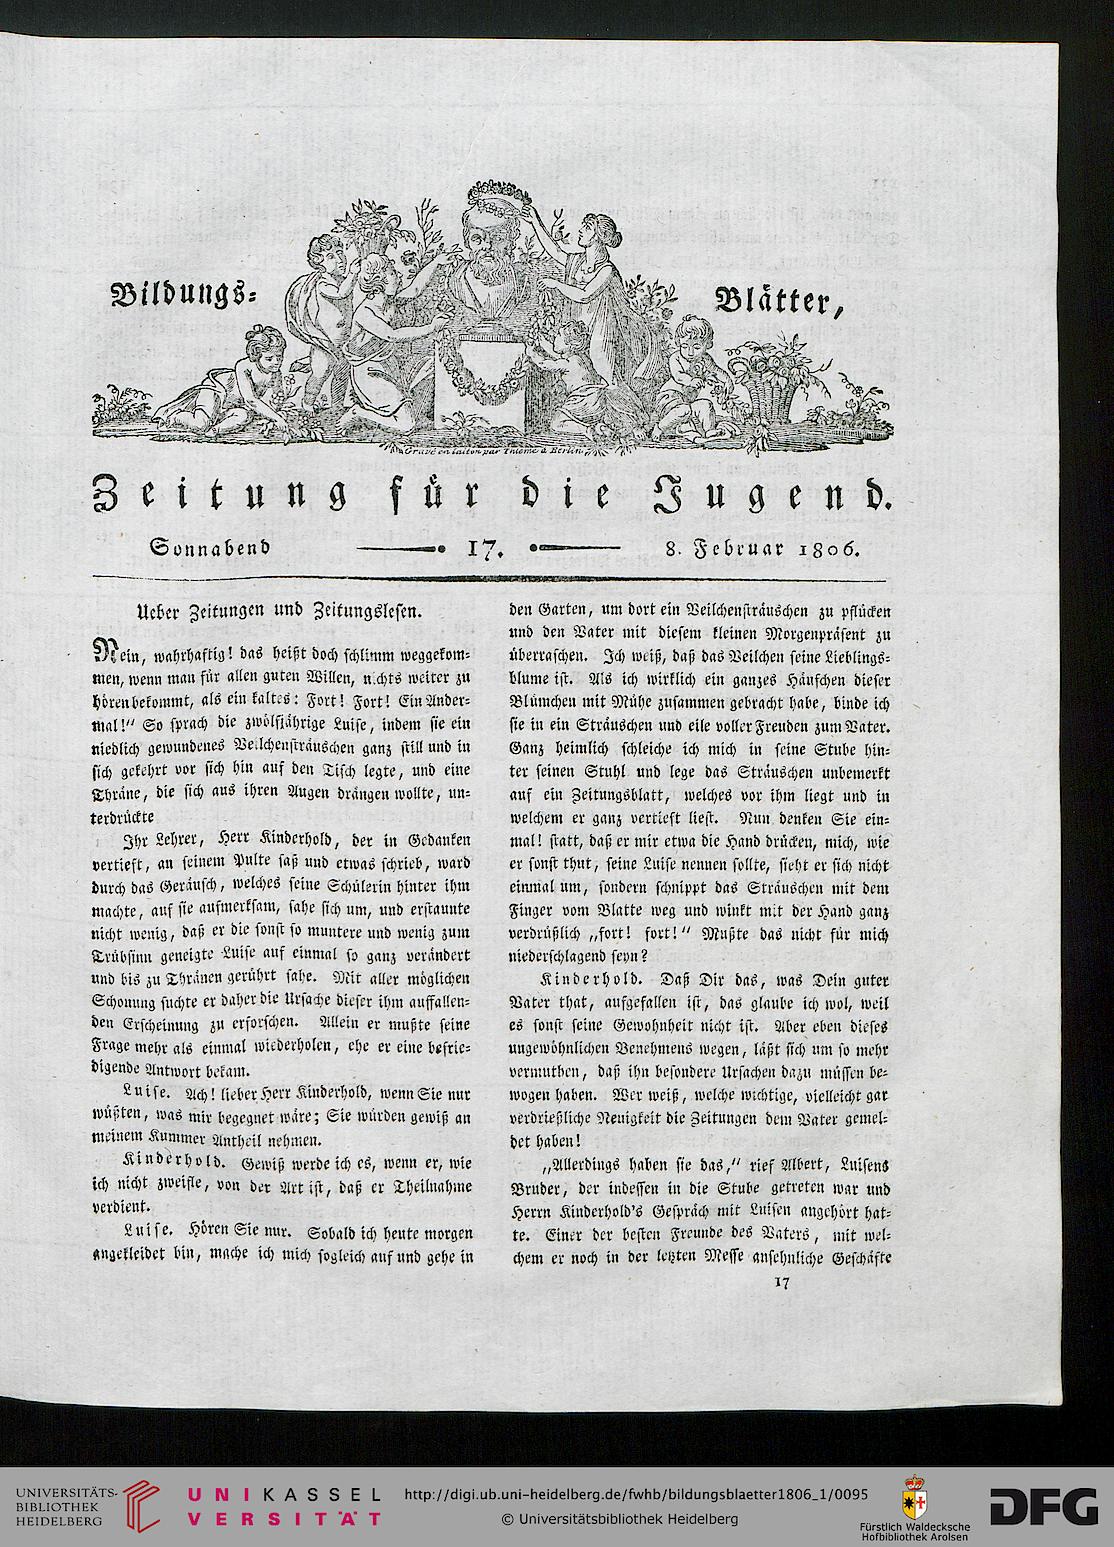 Bildungs=
Blätter,
Gravé en laiton par Thieme à Berlin.
Zeitung für die Jugend.
Sonnabend 17. 8. Februar 1806.
Ueber Zeitungen und Zeitungslesen.
Nein, wahrhaftig! das heißt doch schlimm weggekom=
men, wenn man für allen guten Willen, nichts weiter zu
hören bekommt, als ein kaltes: Fort! Fort! Ein Ander=
mal!“ So sprach die zwölfjährige Luise, indem sie ein
niedlich gewundenes Veilchensträuschen ganz still und in
sich gekehrt vor sich hin auf den Tisch legte, und eine
Thräne, die sich aus ihren Augen drängen wollte, un=
terdrückte
Ihr Lehrer, Herr Kinderhold, der in Gedanken
vertieft, an seinem Pulte saß und etwas schrieb, ward
durch das Geräusch, welches seine Schülerin hinter ihm
machte, auf sie aufmerksam, sahe sich um, und erstaunte
nicht wenig, daß er die sonst so muntere und wenig zum
Trübsinn geneigte Luise auf einmal so ganz verändert
und bis zu Thränen gerührt sahe. Mit aller möglichen
Schonung suchte er daher die Ursache dieser ihm auffallen=
den Erscheinung zu erforschen. Allein er mußte seine
Frage mehr als einmal wiederholen, ehe er eine befrie=
digende Antwort bekam.
Luise. Ach! lieber Herr Kinderhold, wenn Sie nur
wüßten, was mir begegnet wäre; Sie würden gewiß an
meinem Kummer Antheil nehmen.
Kinderhold. Gewiß werde ich es, wenn er, wie
ich nicht zweifle, von der Art ist, daß er Theilnahme
verdient.
Luise. Hören Sie nur. Sobald ich heute morgen
angekleidet bin, mache ich mich sogleich auf und gehe in
den Garten, um dort ein Veilchensträuschen zu pflücken
und den Vater mit diesem kleinen Morgenpräsent zu
überraschen. Ich weiß, daß das Veilchen seine Lieblings=
blume ist. Als ich wirklich ein ganzes Häufchen dieser
Blümchen mit Mühe zusammen gebracht habe, binde ich
sie in ein Sträuschen und eile voller Freuden zum Vater.
Ganz heimlich schleiche ich mich in seine Stube hin=
ter seinen Stuhl und lege das Sträuschen unbemerkt
auf ein Zeitungsblatt, welches vor ihm liegt und in
welchem er ganz vertieft liest. Nun denken Sie ein=
mal! statt, daß er mir etwa die Hand drücken, mich, wie
er sonst thut, seine Luise nennen sollte, sieht er sich nicht
einmal um, sondern schnippt das Sträuschen mit dem
Finger vom Blatte weg und winkt mit der Hand ganz
verdrüßlich „fort! fort!“ Mußte das nicht für mich
niederschlagend seyn?
Kinderhold. Daß Dir das, was Dein guter
Vater that, aufgefallen ist, das glaube ich wol, weil
es sonst seine Gewohnheit nicht ist. Aber eben dieses
ungewöhnlichen Benehmens wegen, läßt sich um so mehr
vermuthen, daß ihn besondere Ursachen dazu müssen be=
wogen haben. Wer weiß, welche wichtige, vielleicht gar
verdrießliche Neuigkeit die Zeitungen dem Vater gemel=
det haben!
„Allerdings haben sie das,“ rief Albert, Luisens
Bruder, der indessen in die Stube getreten war und
Herrn Kinderhold's Gespräch mit Luisen angehört hat=
te. Einer der besten Freunde des Vaters, mit wel=
chem er noch in der letzten Messe ansehnliche Geschäfte
17
UNIVERSITÄTS-
BIBLIOTHEK
HEIDELBERG
UNIKASSEL
VERSITÄT
http://digi.ub.uni-heidelberg.de/fwhb/bildungsblaetter1806_1/0095
© Universitätsbibliothek Heidelberg
Fürstlich Waldecksche
Hofbibliothek Arolsen
DFG